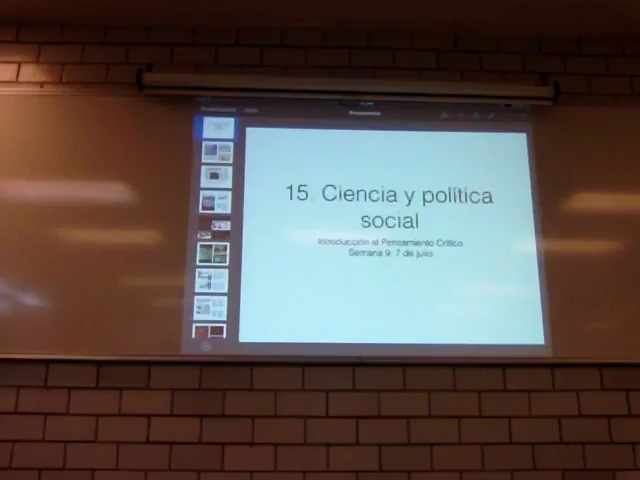 15. Ciencia y política
social
Introducción al Pensamiento Crítico
Semana 9: 7 de julio